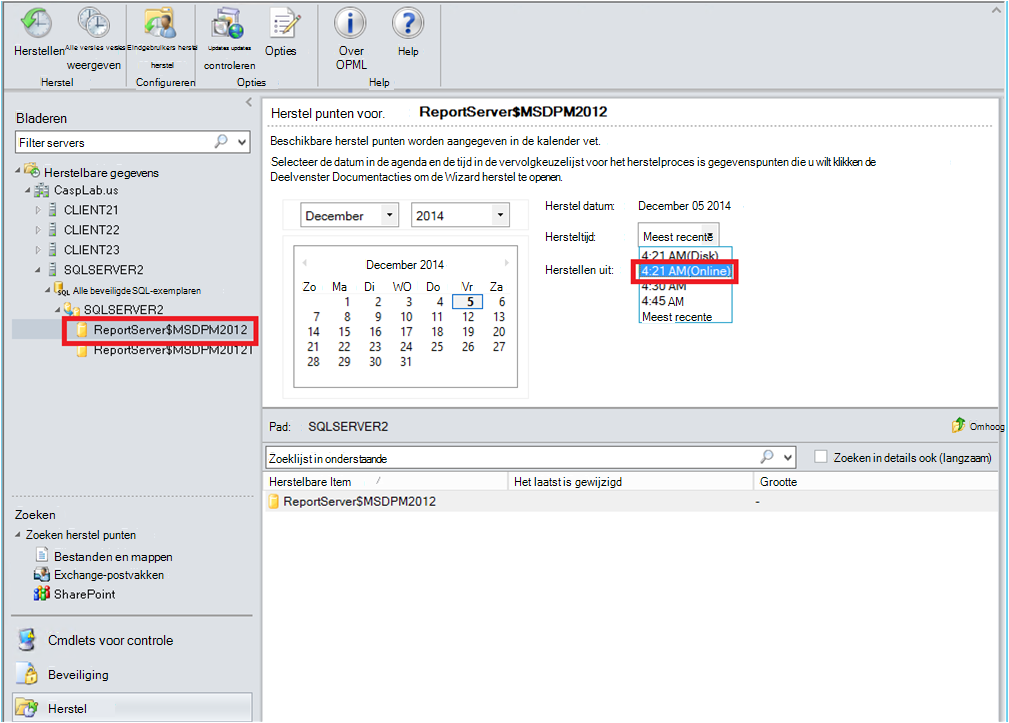 Herstellen
Alle versies
weergeven
Eindgebruikers herstel
herstel
Updates updates
controleren
Opties
Over
OPML
Help
Herstel
Configureren
Opties
Help
Bladeren
Filter servers
Herstelbare gegevens
CaspLab.us
CLIENT21
CLIENT22
CLIENT23
SQLSERVER2
Alle beveiligde SQL-exemplaren
SQLSERVER2
ReportServer$MSDPM2012
ReportServer$MSDPM2012T
Zoeken
Zoeken herstel punten
Bestanden en mappen
Exchange-postvakken
SharePoint
Cmdlets voor controle
Beveiliging
Herstel
Herstel punten voor. ReportServer$MSDPM2012
Beschikbare herstel punten worden aangegeven in de kalender vet.
Selecteer de datum in de agenda en de tijd in de vervolgkeuzelijst voor het herstelproces is gegevenspunten die u wilt klikken de
Deelvenster Documentacties om de Wizard herstel te openen.
December 2014
December 2014
Zo Ma Di WO Do Vr Za
1 2 3 4 5 6
7 8 9 10 11 12 13
14 15 16 17 18 19 20
21 22 23 24 25 26 27
28 29 30 31
Herstel datum: December 05 2014
Hersteltijd: Meest recente
Herstellen uit:
4:21 AM(Disk)
4:21 AM(Online)
4:30 AM
4:45 AM
Meest recente
Pad: SQLSERVER2
Omhoog
Zoeklijst in onderstaande
Zoeken in details ook (langzaam)
Herstelbare Item / Het laatst is gewijzigd Grootte
ReportServer$MSDPM2012 -